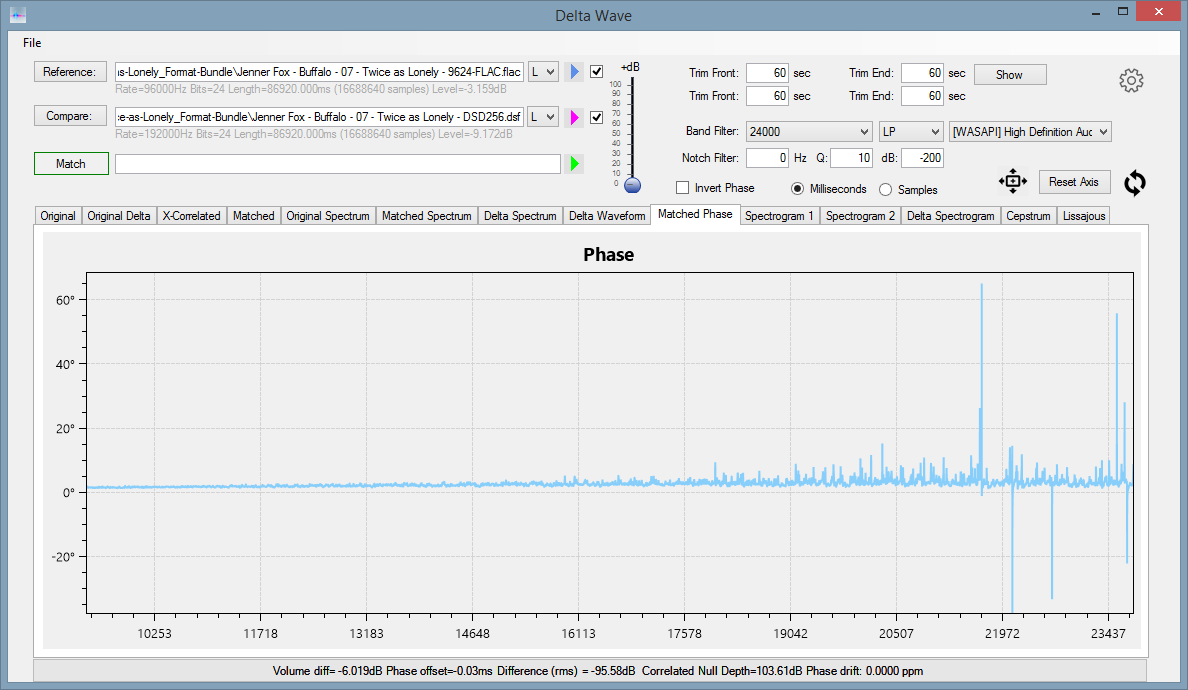 Delta Wave
File
Reference: as-Lonely_Format-Bundle\Jenner Fox - Buffalo - 07 - Twice as Lonely - 9624-FLAC.flac L
Rate=96000Hz Bits=24 Length=86920.000ms (16688640 samples) Level=-3.159dB
Compare: ce-as-Lonely_Format-Bundle\Jenner Fox - Buffalo - 07 - Twice as Lonely - DSD256.dsf L
Rate=192000Hz Bits=24 Length=86920.000ms (16688640 samples) Level=-9.172dB
Match
+dB
100
90
80
70
60
50
40
30
20
10
0
Trim Front: 60 sec Trim End: 60 sec Show
Trim Front: 60 sec Trim End: 60 sec
Band Filter: 24000 LP [WASAPI] High Definition Auc
Notch Filter: 0 Hz Q: 10 dB: -200
Invert Phase Milliseconds Samples Reset Axis
Original Original Delta X-Correlated Matched Original Spectrum Matched Spectrum Delta Spectrum Delta Waveform Matched Phase Spectrogram 1 Spectrogram 2 Delta Spectrogram Cepstrum Lissajous
Phase
60°
40°
20°
0°
-20°
10253 11718 13183 14648 16113 17578 19042 20507 21972 23437
Volume diff= -6.019dB Phase offset=-0.03ms Difference (rms) = -95.58dB Correlated Null Depth=103.61dB Phase drift: 0.0000 ppm